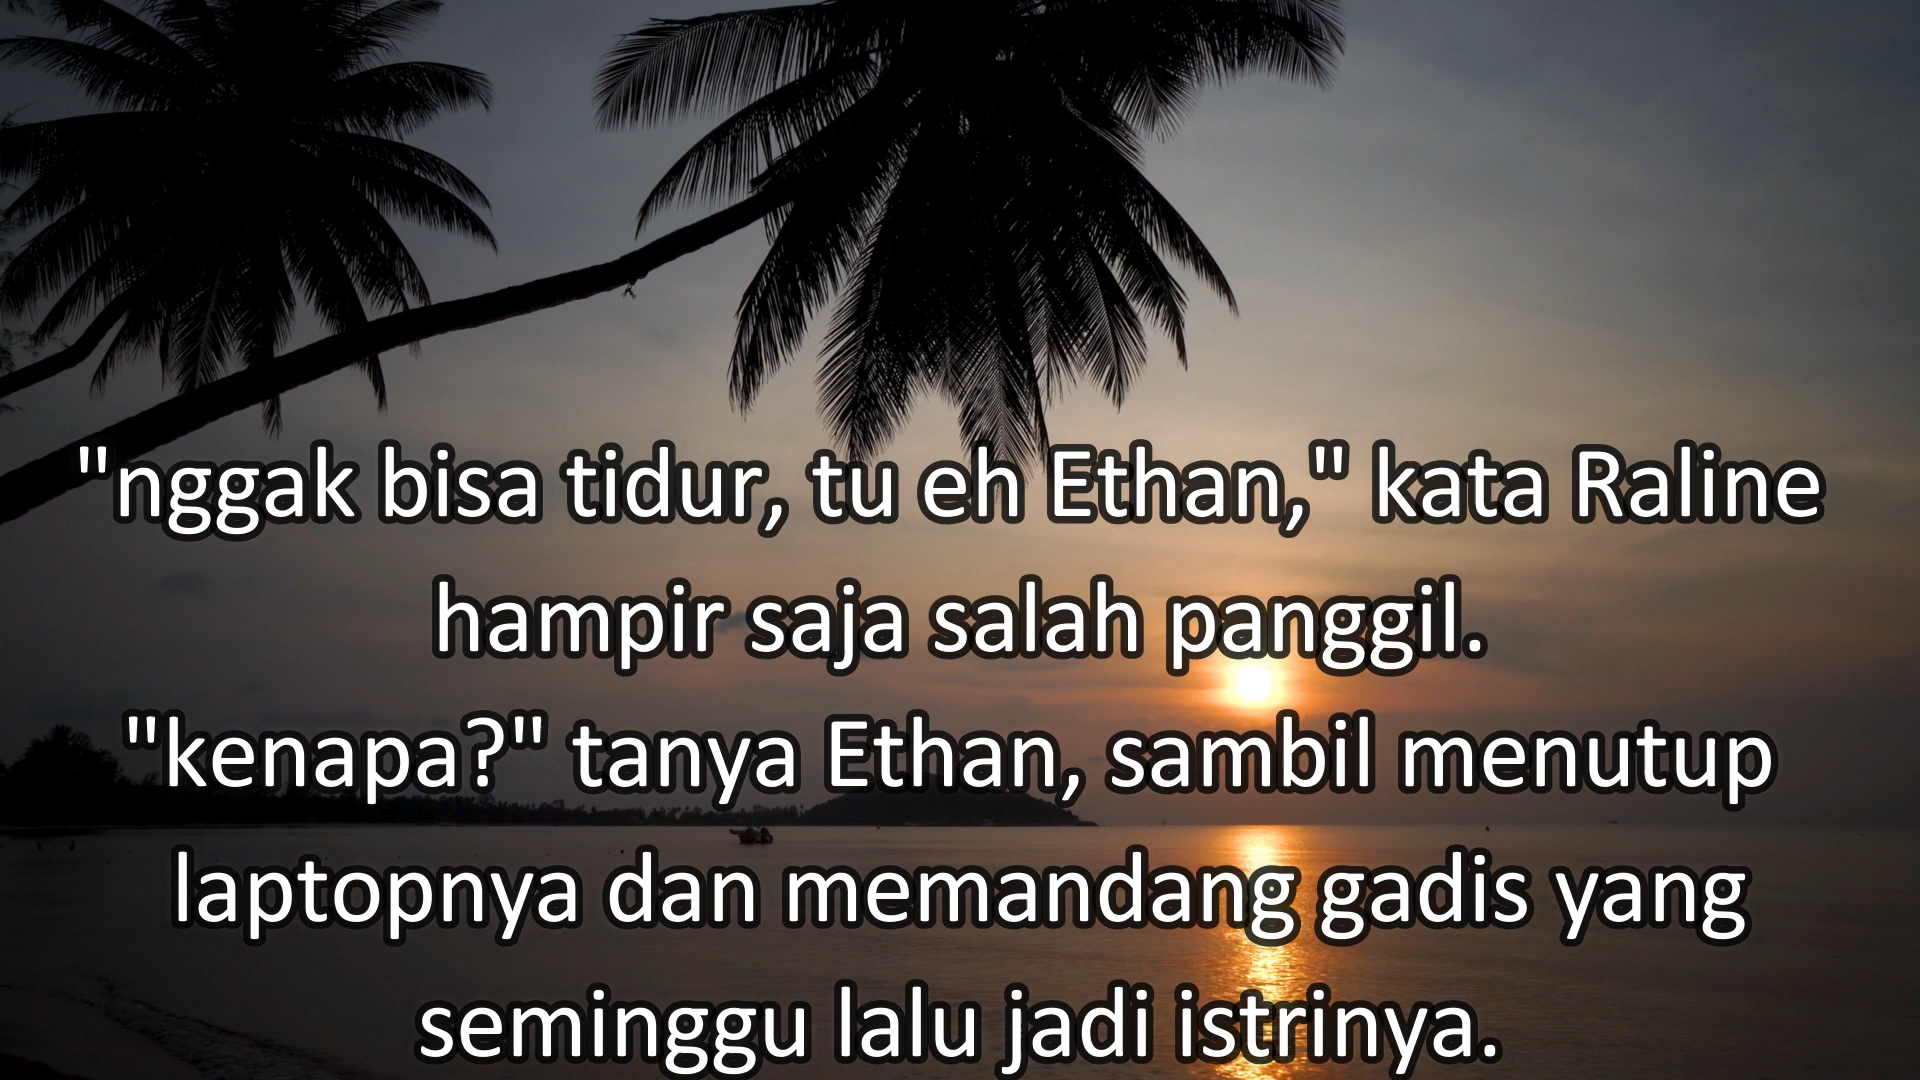 "nggak bisa tidur, tu eh Ethan," kata Raline
hampir saja salah panggil.
"kenapa?" tanya Ethan, sambil menutup
laptopnya dan memandang gadis yang
seminggu lalu jadi istrinya.